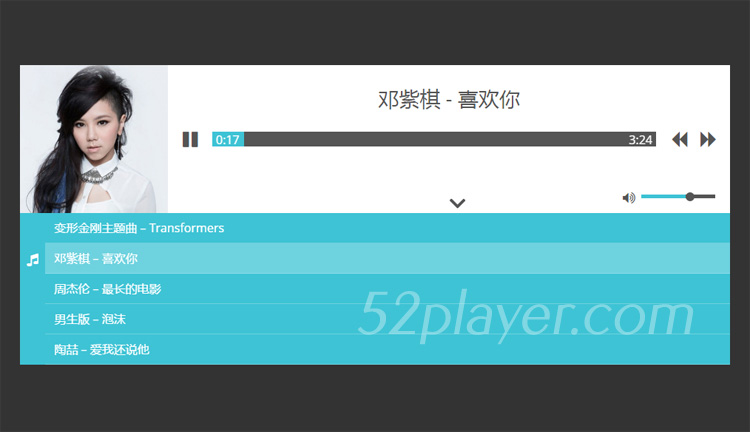 邓紫棋 - 喜欢你
0:17
3:24
变形金刚主题曲 – Transformers
邓紫棋 – 喜欢你
周杰伦 – 最长的电影
男生版 – 泡沫
陶喆 – 爱我还说他
52player.com